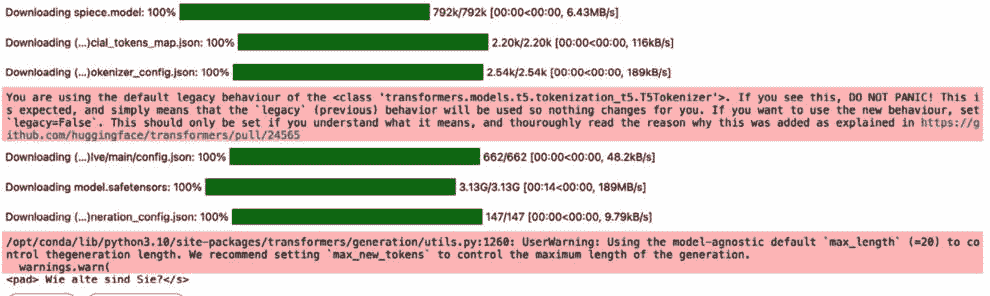 Downloading spiece.model: 100% 792k/792k [00:00<00:00, 6.43MB/s]
Downloading (...)cial_tokens_map.json: 100% 2.20k/2.20k [00:00<00:00, 116kB/s]
Downloading (...)okenizer_config.json: 100% 2.54k/2.54k [00:00<00:00, 189kB/s]
You are using the default legacy behaviour of the <class 'transformers.models.t5.tokenization_t5.T5Tokenizer'>. If you see this, DO NOT PANIC! This i
s expected, and simply means that the `legacy` (previous) behavior will be used so nothing changes for you. If you want to use the new behaviour, set
`legacy=False`. This should only be set if you understand what it means, and thouroughly read the reason why this was added as explained in https://g
ithub.com/huggingface/transformers/pull/24565
Downloading (...)lve/main/config.json: 100% 662/662 [00:00<00:00, 48.2kB/s]
Downloading model.safetensors: 100% 3.13G/3.13G [00:14<00:00, 189MB/s]
Downloading (...)neration_config.json: 100% 147/147 [00:00<00:00, 9.79kB/s]
/opt/conda/lib/python3.10/site-packages/transformers/generation/utils.py:1260: UserWarning: Using the model-agnostic default `max_length` (=20) to co
ntrol thegeneration length. We recommend setting `max_new_tokens` to control the maximum length of the generation.
warnings.warn(
<pad> Wie alte sind Sie?</s>